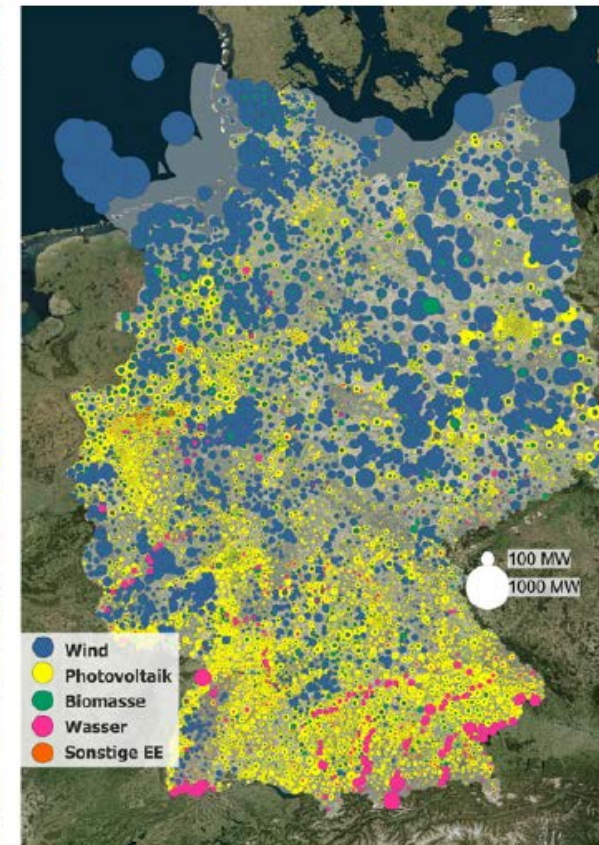 100 MW
1000 MW
Wind
Photovoltaik
Biomasse
Wasser
Sonstige EE